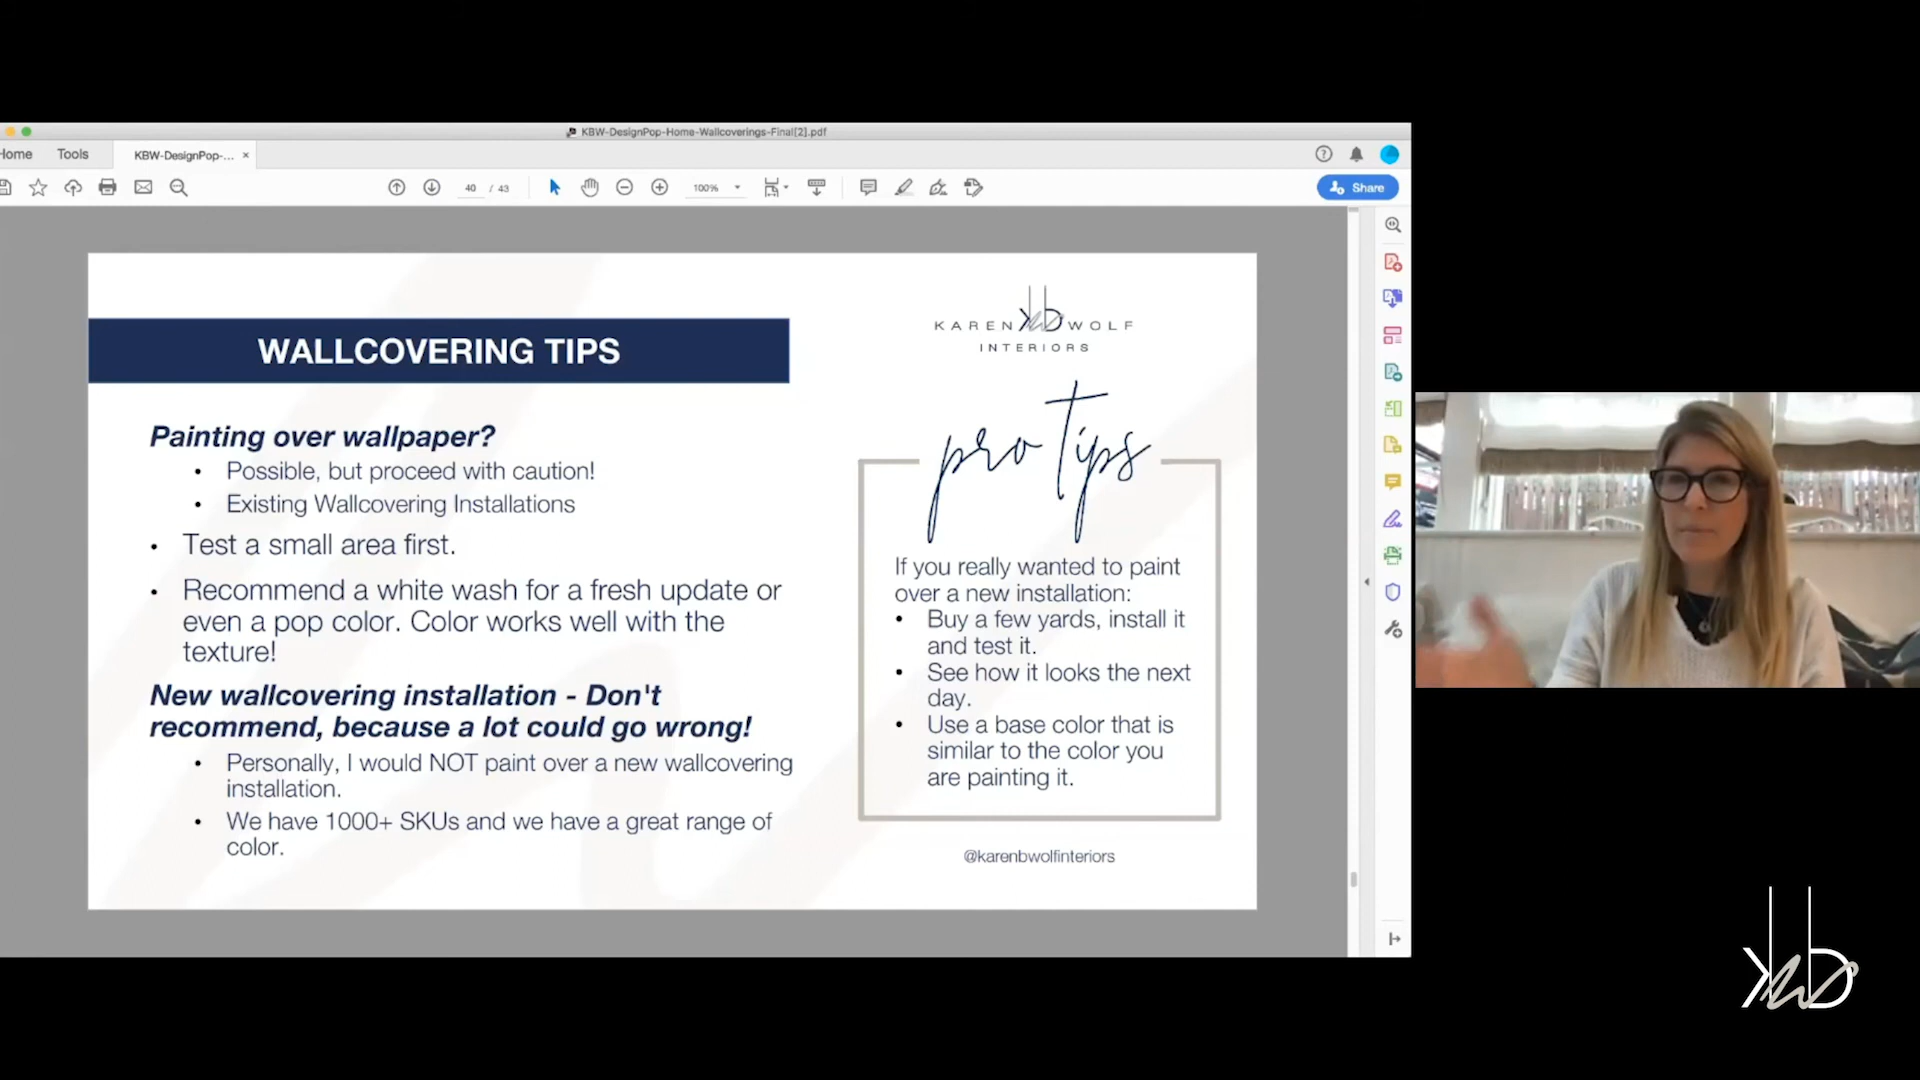 KBW-DesignPop-Home-Wallcoverings-Final[2].pdf
Home
Tools
KBW-DesignPop-... ×
40 / 43
100%
Share
WALLCOVERING TIPS
Painting over wallpaper?
• Possible, but proceed with caution!
• Existing Wallcovering Installations
• Test a small area first.
• Recommend a white wash for a fresh update or
even a pop color. Color works well with the
texture!
New wallcovering installation - Don't
recommend, because a lot could go wrong!
• Personally, I would NOT paint over a new wallcovering
installation.
• We have 1000+ SKUs and we have a great range of
color.
KAREN KBW WOLF
INTERIORS
pro tips
If you really wanted to paint
over a new installation:
• Buy a few yards, install it
and test it.
• See how it looks the next
day.
• Use a base color that is
similar to the color you
are painting it.
@karenbwolfinteriors
kbw